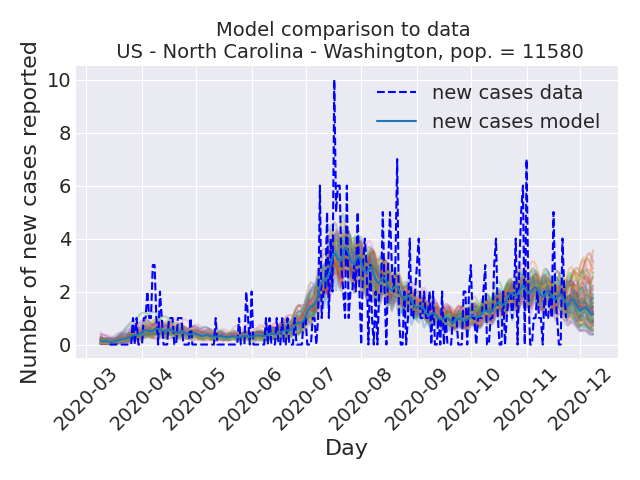 Model comparison to data
US - North Carolina - Washington, pop. = 11580
Number of new cases reported
10
8
6
4
2
0
new cases data
new cases model
2020-03
2020-04
2020-05
2020-06
2020-07
2020-08
2020-09
2020-10
2020-11
2020-12
Day